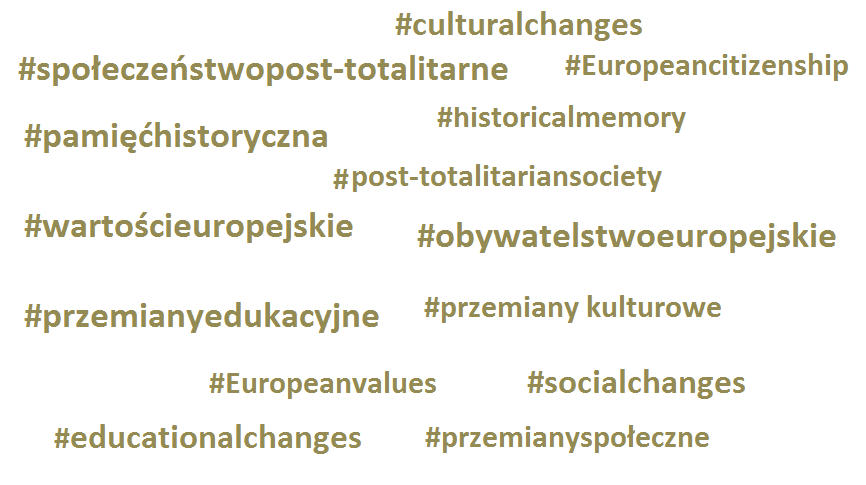 #culturalchanges
#społeczeństwopost-totalitarne
#Europeancitizenship
#historicalmemory
#pamięćhistoryczna
#post-totalitariansociety
#wartościeuropejskie
#obywatelstwoeuropejskie
#przemianyedukacyjne
#przemiany kulturowe
#Europeanvalues
#socialchanges
#educationalchanges
#przemianyspołeczne